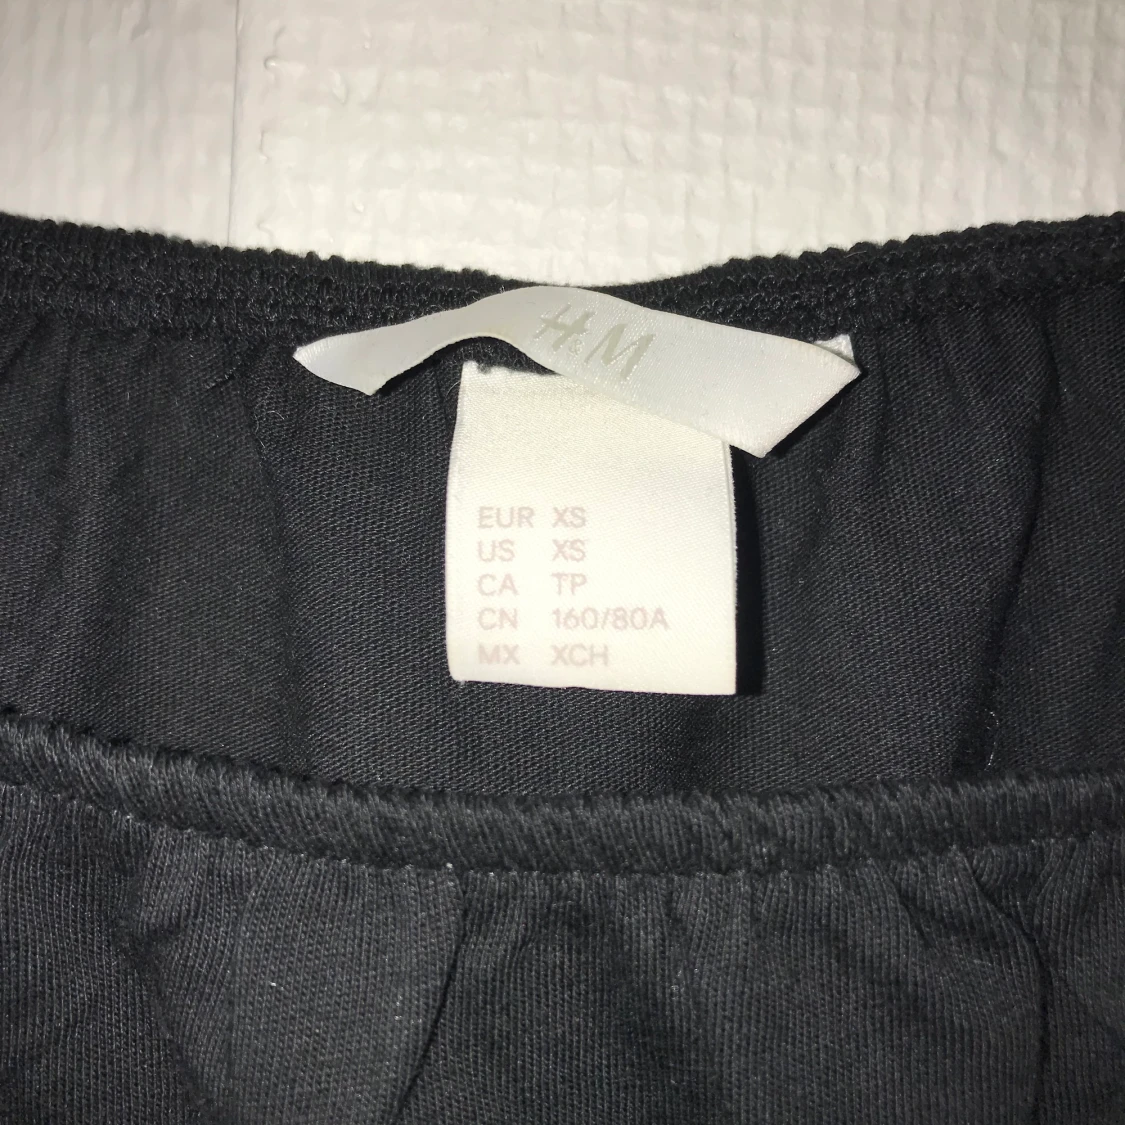 H&M
EUR XS
US XS
CA TP
CN 160/80A
MX XCH